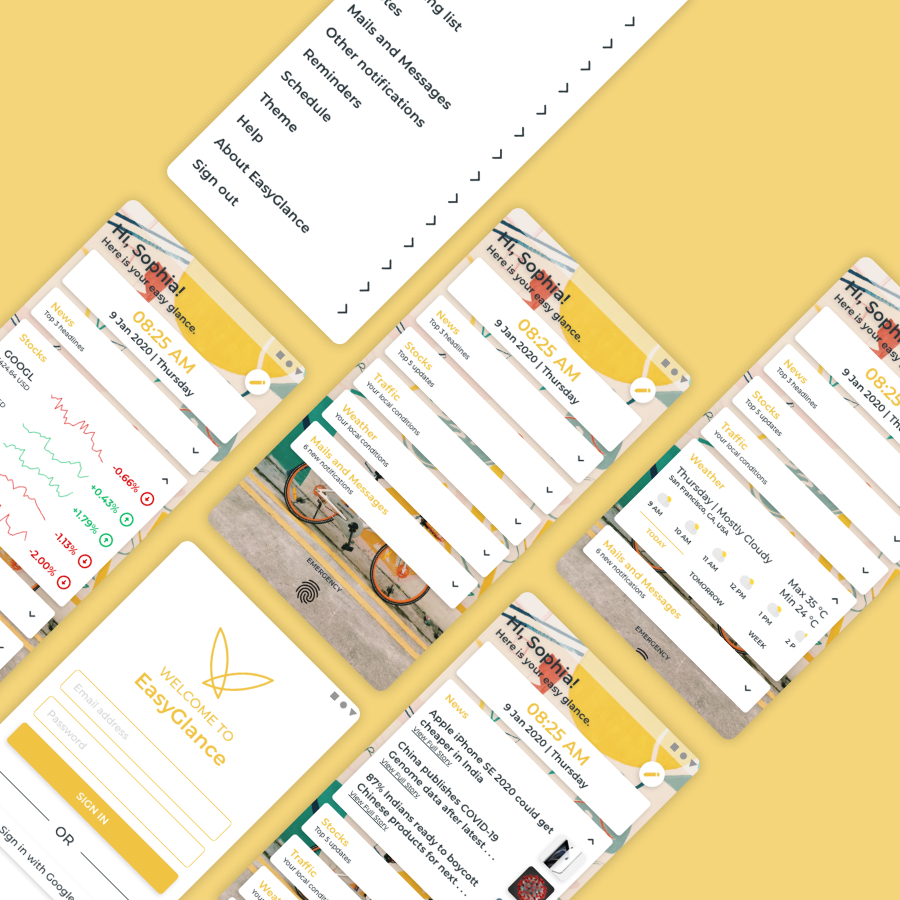 ng list
tes
Mails and Messages
Other notifications
Reminders
Schedule
Theme
Help
About EasyGlance
Sign out
Hi, Sophia!
Here is your easy glance.
08:25 AM
9 Jan 2020 | Thursday
News
Top 3 headlines
Stocks
GOOGL
1424.64 USD
SD
-0.66%
+0.43%
+1.79%
-1.13%
-2.00%
Hi, Sophia!
Here is your easy glance.
08:25 AM
9 Jan 2020 | Thursday
News
Top 3 headlines
Stocks
Top 5 updates
Traffic
Your local conditions
Weather
Your local conditions
Mails and Messages
6 new notifications
EMERGENCY
Hi, Soph
Here is your ea
08:25
9 Jan 2020 | Th
News
Top 3 headlines
Stocks
Top 5 updates
Traffic
Your local conditions
Weather
Thursday | Mostly Cloudy
San Francisco, CA, USA
Max 35 °C
Min 24 °C
9 AM
10 AM
11 AM
12 PM
1 PM
2 P
TODAY
TOMORROW
WEEK
Mails and Messages
6 new notifications
EMERGENCY
WELCOME TO
EasyGlance
Email address
Password
SIGN IN
OR
Sign in with Google
Hi, Sophia!
Here is your easy glance.
08:25 AM
9 Jan 2020 | Thursday
News
Apple iPhone SE 2020 could get
cheaper in India
View Full Story
China publishes COVID-19
Genome data after latest...
View Full Story
87% Indians ready to boycott
Chinese products for next...
View Full Story
Stocks
Top 5 updates
Traffic
Your local conditions
Weather